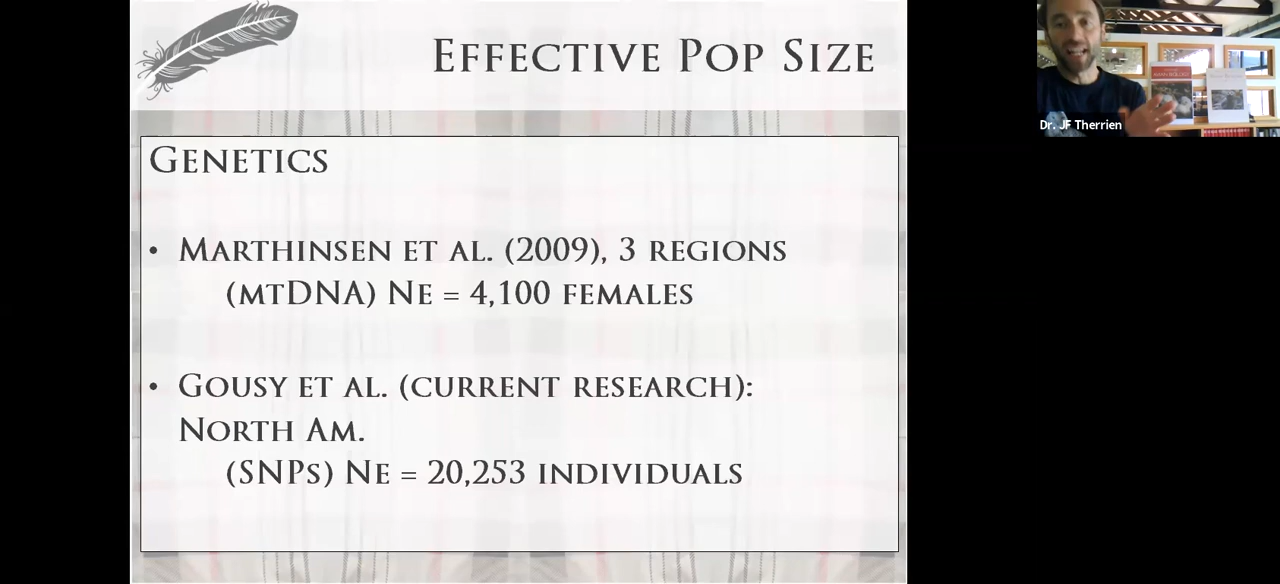 Effective Pop Size
Genetics
• Marthinsen et al. (2009), 3 regions
(mtDNA) Ne = 4,100 females
• Gousy et al. (current research):
North Am.
(SNPs) Ne = 20,253 individuals
Dr. JF Therrien